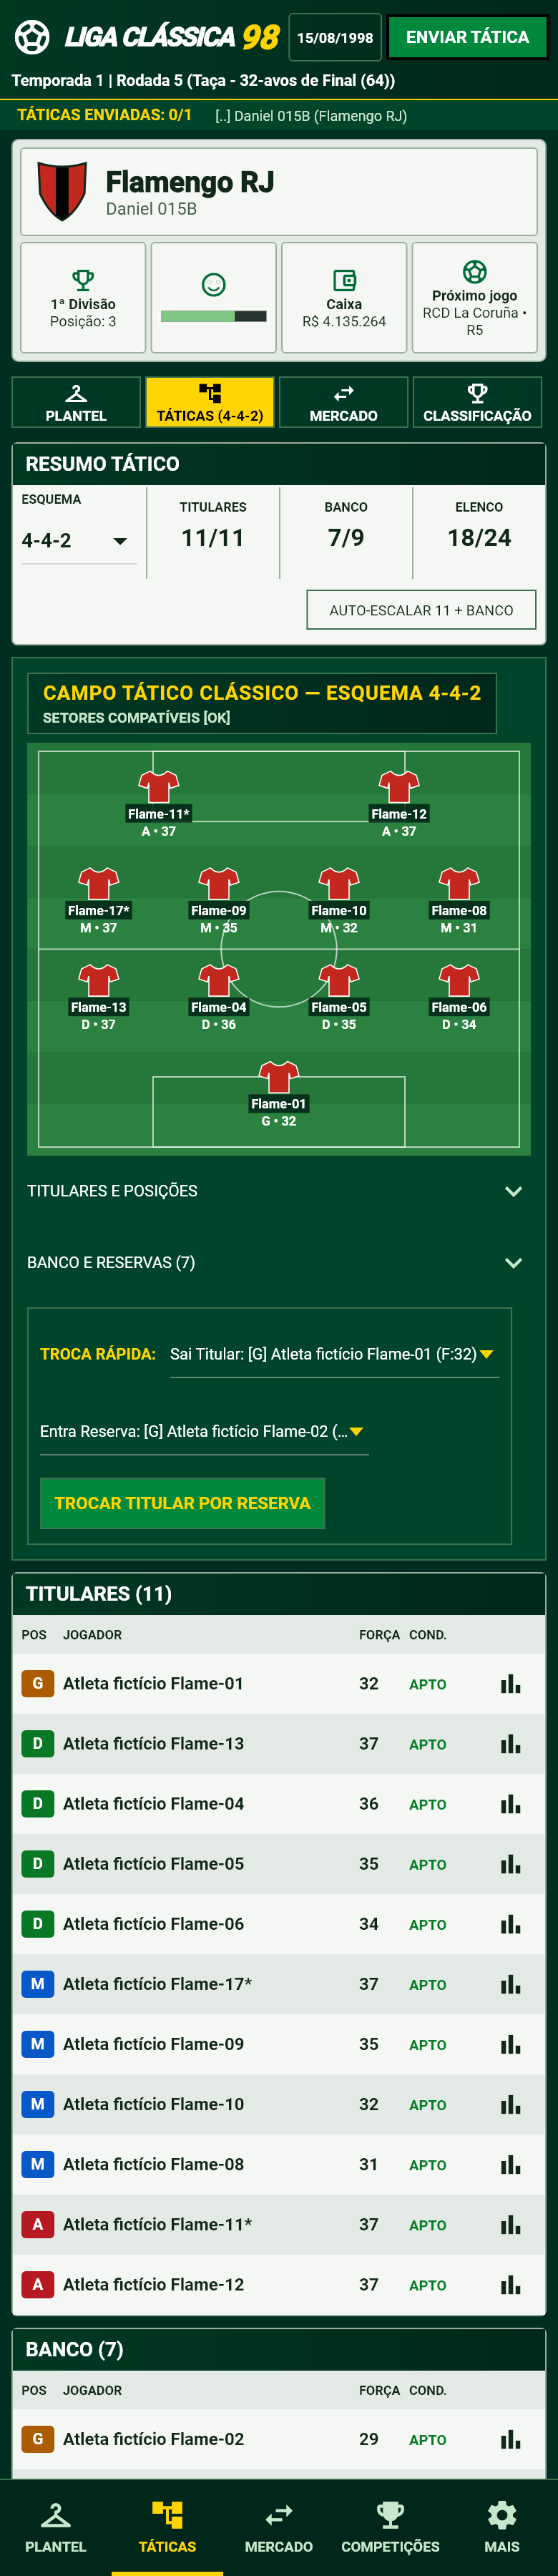 LIGA CLÁSSICA 98
15/08/1998
ENVIAR TÁTICA
Temporada 1 | Rodada 5 (Taça - 32-avos de Final (64))
TÁTICAS ENVIADAS: 0/1 [..] Daniel 015B (Flamengo RJ)
Flamengo RJ
Daniel 015B
1ª Divisão
Posição: 3
Caixa
R$ 4.135.264
Próximo jogo
RCD La Coruña •
R5
PLANTEL
TÁTICAS (4-4-2)
MERCADO
CLASSIFICAÇÃO
RESUMO TÁTICO
ESQUEMA
4-4-2
TITULARES
11/11
BANCO
7/9
ELENCO
18/24
AUTO-ESCALAR 11 + BANCO
CAMPO TÁTICO CLÁSSICO — ESQUEMA 4-4-2
SETORES COMPATÍVEIS [OK]
Flame-11*
A • 37
Flame-12
A • 37
Flame-17*
M • 37
Flame-09
M • 35
Flame-10
M • 32
Flame-08
M • 31
Flame-13
D • 37
Flame-04
D • 36
Flame-05
D • 35
Flame-06
D • 34
Flame-01
G • 32
TITULARES E POSIÇÕES
BANCO E RESERVAS (7)
TROCA RÁPIDA: Sai Titular: [G] Atleta fictício Flame-01 (F:32)
Entra Reserva: [G] Atleta fictício Flame-02 (...
TROCAR TITULAR POR RESERVA
TITULARES (11)
POS JOGADOR FORÇA COND.
G Atleta fictício Flame-01 32 APTO
D Atleta fictício Flame-13 37 APTO
D Atleta fictício Flame-04 36 APTO
D Atleta fictício Flame-05 35 APTO
D Atleta fictício Flame-06 34 APTO
M Atleta fictício Flame-17* 37 APTO
M Atleta fictício Flame-09 35 APTO
M Atleta fictício Flame-10 32 APTO
M Atleta fictício Flame-08 31 APTO
A Atleta fictício Flame-11* 37 APTO
A Atleta fictício Flame-12 37 APTO
BANCO (7)
POS JOGADOR FORÇA COND.
G Atleta fictício Flame-02 29 APTO
PLANTEL
TÁTICAS
MERCADO
COMPETIÇÕES
MAIS